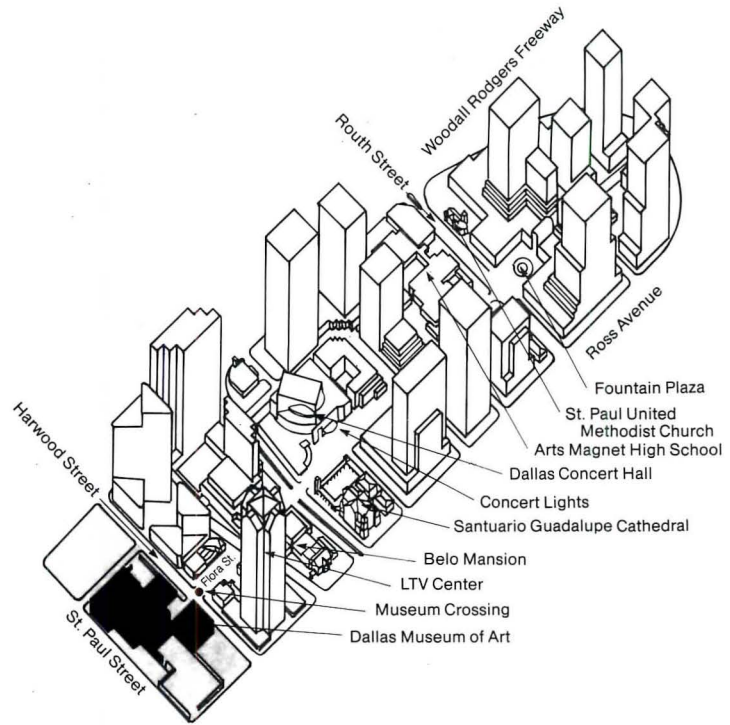 Woodall Rodgers Freeway
Routh Street
Ross Avenue
Fountain Plaza
St. Paul United
Methodist Church
Arts Magnet High School
Dallas Concert Hall
Concert Lights
Santuario Guadalupe Cathedral
Belo Mansion
LTV Center
Museum Crossing
Dallas Museum of Art
Harwood Street
Flora St.
St. Paul Street